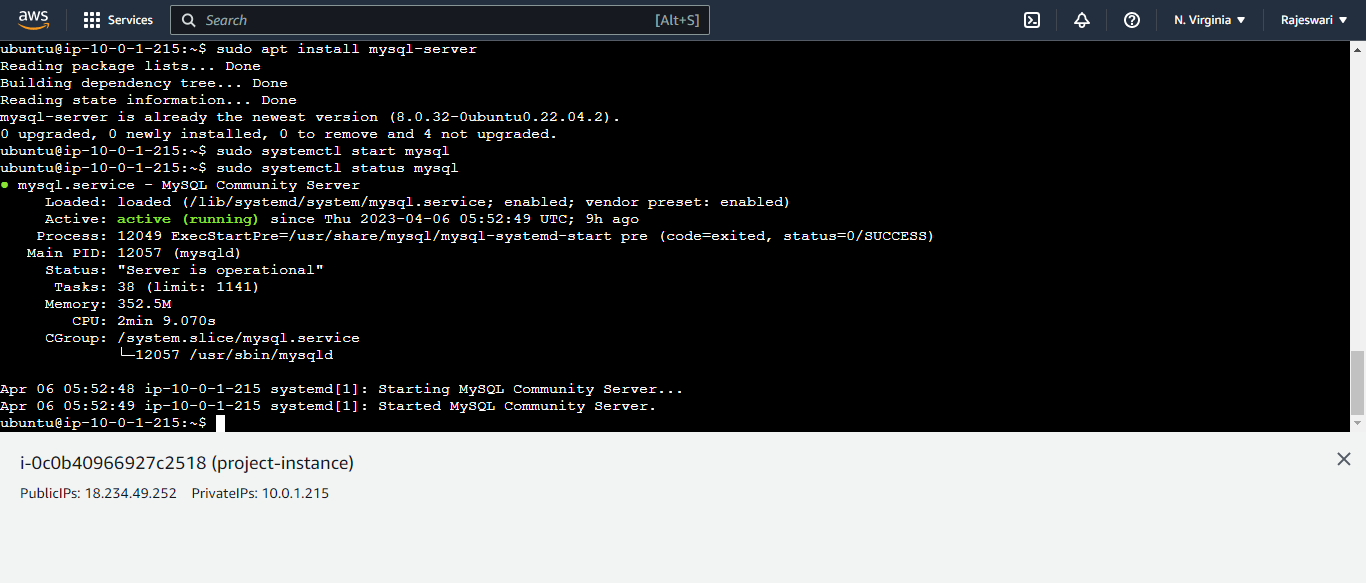 aws Services Search [Alt+S] N. Virginia Rajeswari
ubuntu@ip-10-0-1-215:~$ sudo apt install mysql-server
Reading package lists... Done
Building dependency tree... Done
Reading state information... Done
mysql-server is already the newest version (8.0.32-0ubuntu0.22.04.2).
0 upgraded, 0 newly installed, 0 to remove and 4 not upgraded.
ubuntu@ip-10-0-1-215:~$ sudo systemctl start mysql
ubuntu@ip-10-0-1-215:~$ sudo systemctl status mysql
● mysql.service - MySQL Community Server
     Loaded: loaded (/lib/systemd/system/mysql.service; enabled; vendor preset: enabled)
     Active: active (running) since Thu 2023-04-06 05:52:49 UTC; 9h ago
    Process: 12049 ExecStartPre=/usr/share/mysql/mysql-systemd-start pre (code=exited, status=0/SUCCESS)
   Main PID: 12057 (mysqld)
     Status: "Server is operational"
      Tasks: 38 (limit: 1141)
     Memory: 352.5M
        CPU: 2min 9.070s
     CGroup: /system.slice/mysql.service
             └─12057 /usr/sbin/mysqld
Apr 06 05:52:48 ip-10-0-1-215 systemd[1]: Starting MySQL Community Server...
Apr 06 05:52:49 ip-10-0-1-215 systemd[1]: Started MySQL Community Server.
ubuntu@ip-10-0-1-215:~$
i-0c0b40966927c2518 (project-instance)
PublicIPs: 18.234.49.252 PrivateIPs: 10.0.1.215